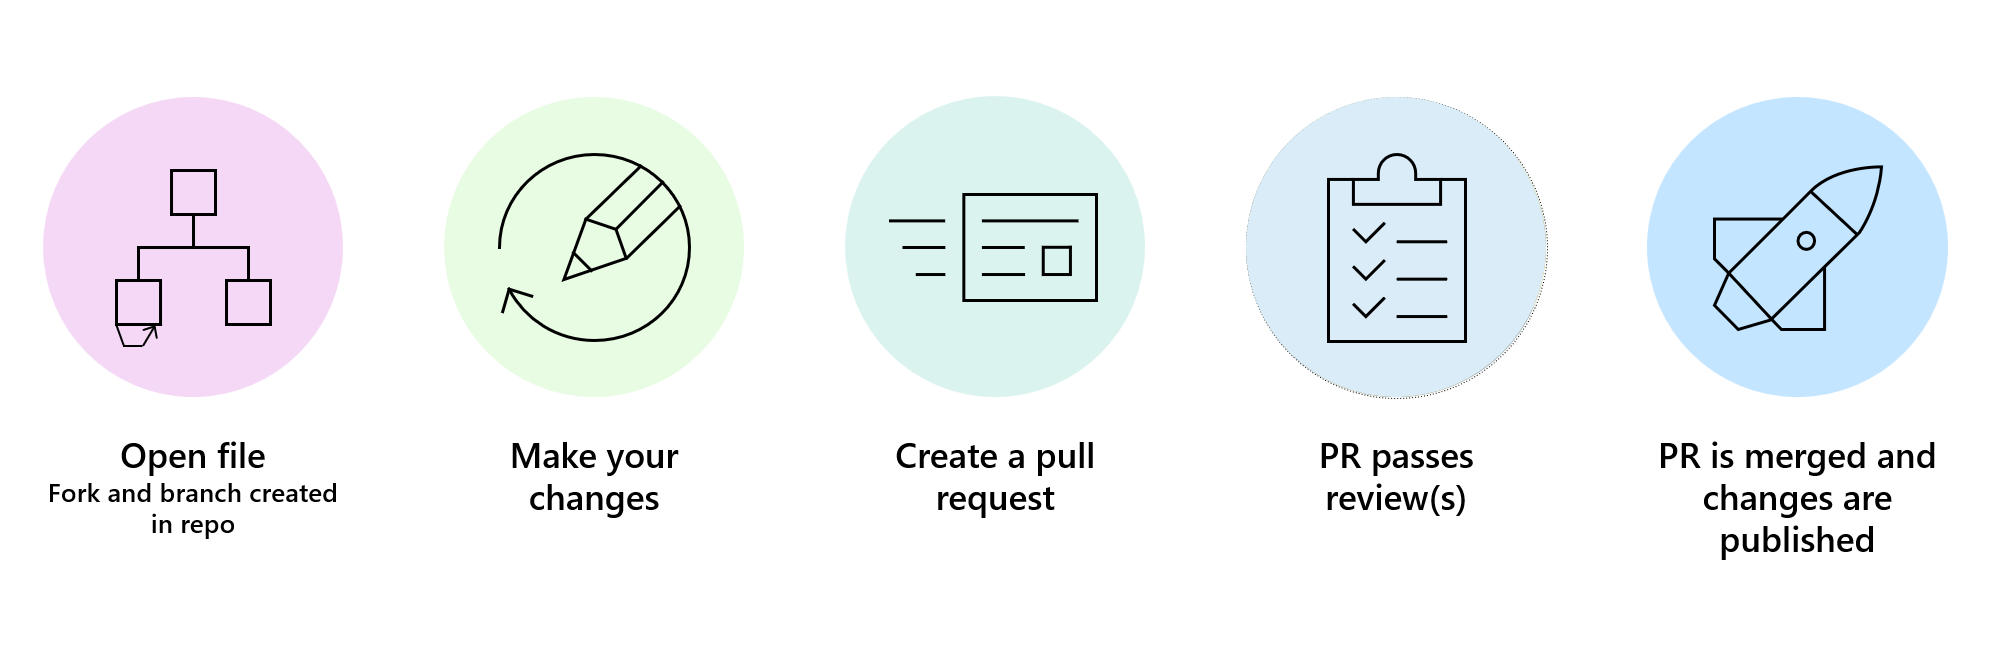 Open file
Fork and branch created
in repo
Make your
changes
Create a pull
request
PR passes
review(s)
PR is merged and
changes are
published